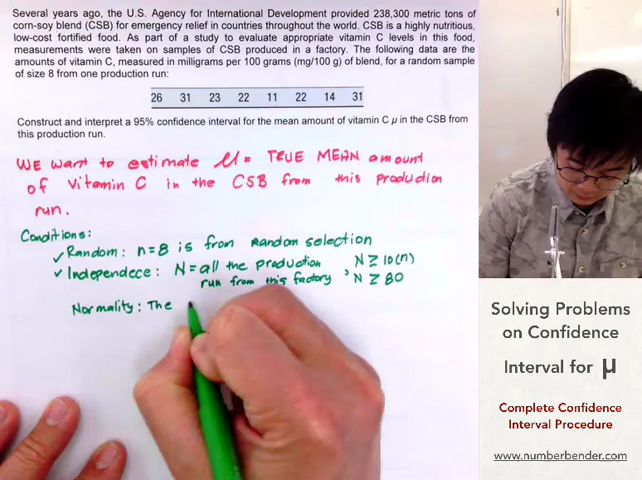 Several years ago, the U.S. Agency for International Development provided 238,300 metric tons of
corn-soy blend (CSB) for emergency relief in countries throughout the world. CSB is a highly nutritious,
low-cost fortified food. As part of a study to evaluate appropriate vitamin C levels in this food,
measurements were taken on samples of CSB produced in a factory. The following data are the
amounts of vitamin C, measured in milligrams per 100 grams (mg/100 g) of blend, for a random sample
of size 8 from one production run:
26 31 23 22 11 22 14 31
Construct and interpret a 95% confidence interval for the mean amount of vitamin C μ in the CSB from
this production run.
WE want to estimate μ = TRUE MEAN amount
of vitamin C in the CSB from this production
run.
Conditions:
✓ Random: n=8 is from random selection
✓ Independece: N=all the production N ≥ 10(n)
run from this factory , N ≥ 80
Normality: The
Solving Problems
on Confidence
Interval for μ
Complete Confidence
Interval Procedure
www.numberbender.com